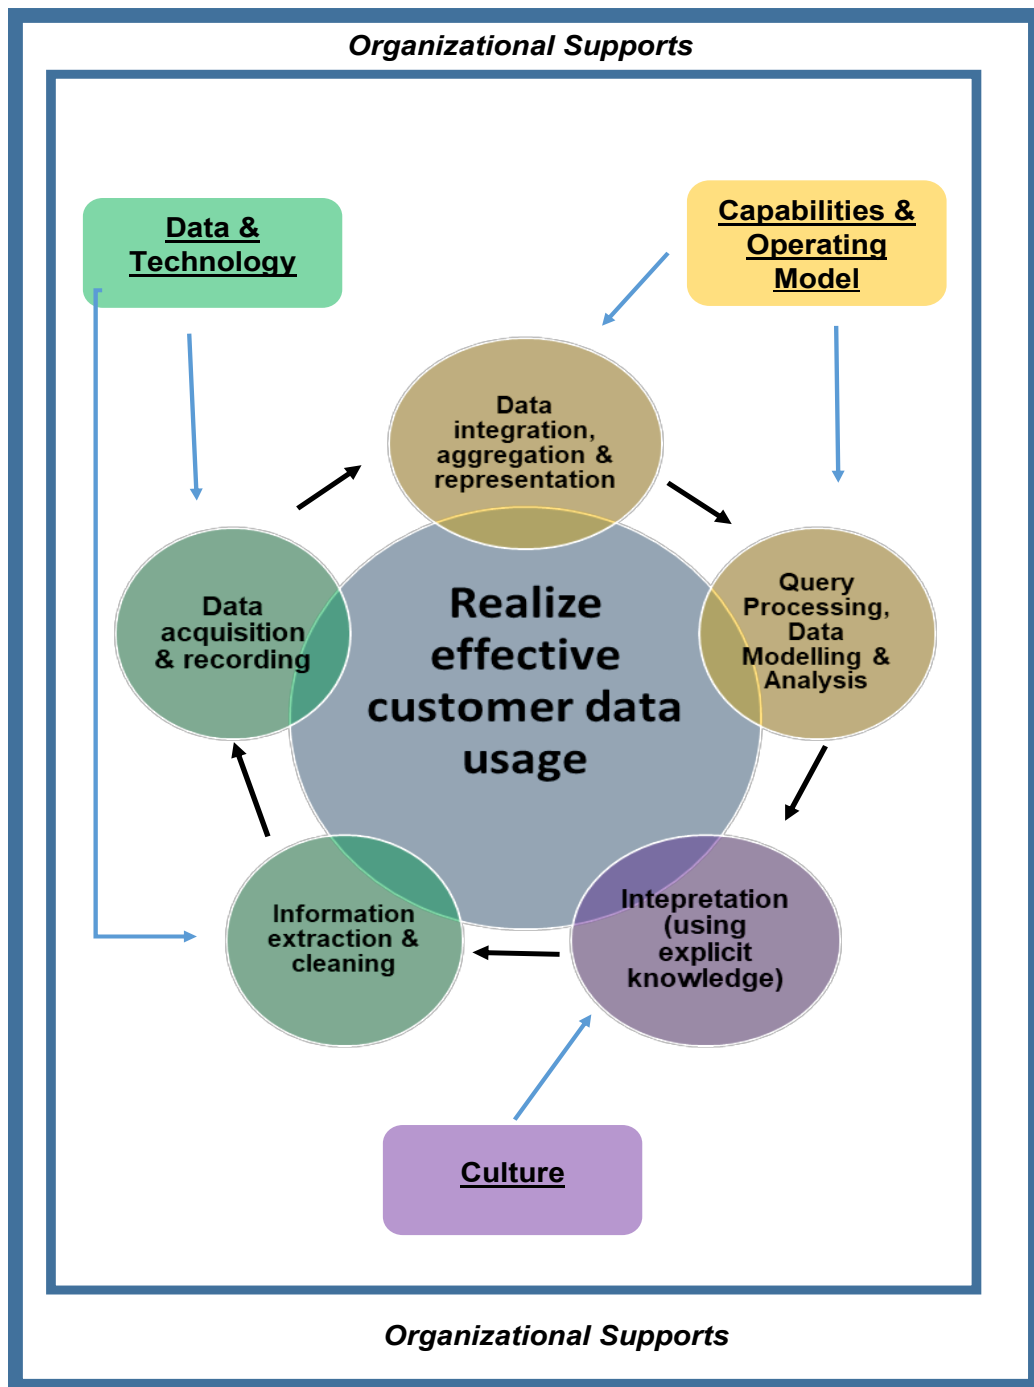 Organizational Supports
Data &
Technology
Capabilities &
Operating
Model
Data
integration,
aggregation &
representation
Data
acquisition
& recording
Realize
effective
customer data
usage
Query
Processing,
Data
Modelling &
Analysis
Information
extraction &
cleaning
Intepretation
(using
explicit
knowledge)
Culture
Organizational Supports